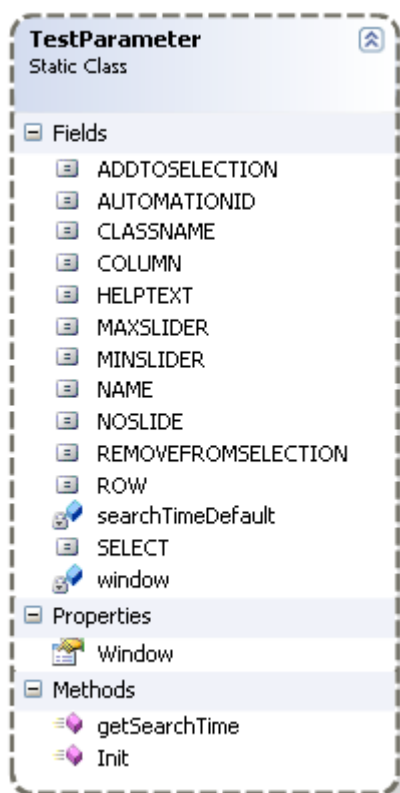 TestParameter
Static Class
Fields
ADDTOSELECTION
AUTOMATIONID
CLASSNAME
COLUMN
HELPTEXT
MAXSLIDER
MINSLIDER
NAME
NOSLIDE
REMOVEFROMSELECTION
ROW
searchTimeDefault
SELECT
window
Properties
Window
Methods
getSearchTime
Init